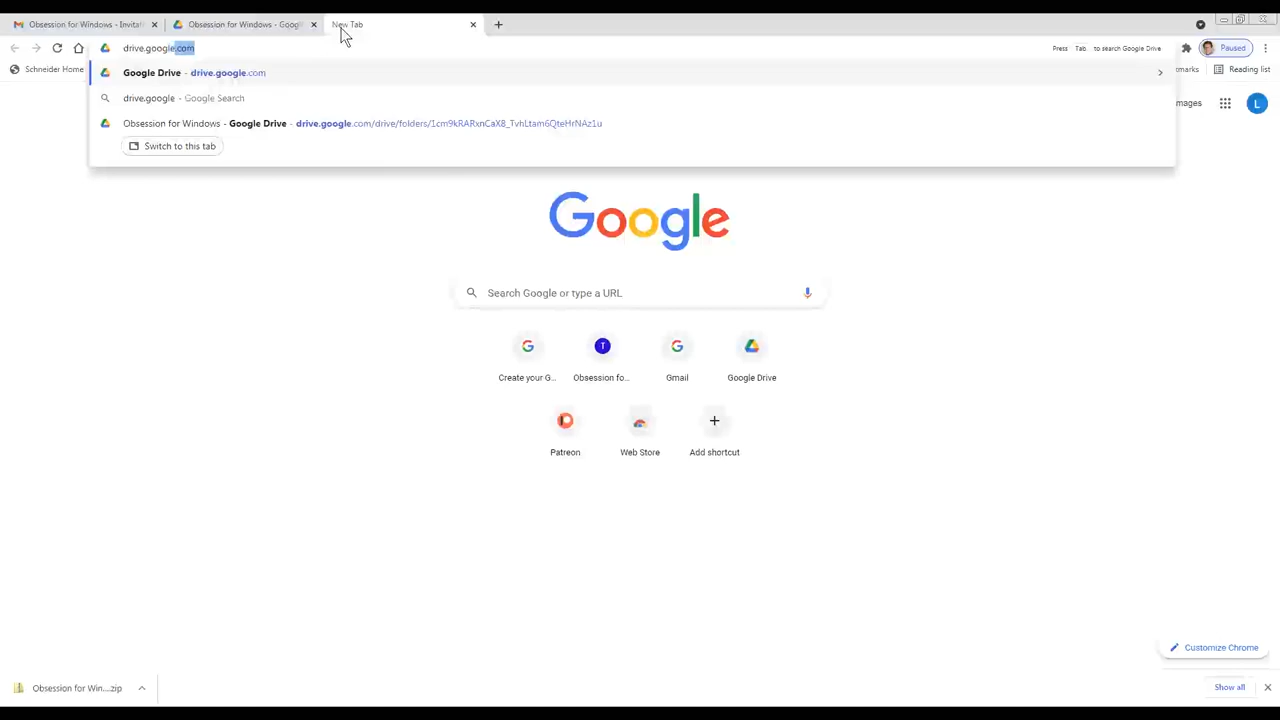 Obsession for Windows - Invitati
Obsession for Windows - Googl
New Tab
drive.google.com
Press Tab to search Google Drive
Paused
Schneider Home
Google Drive - drive.google.com
kmarks
Reading list
drive.google - Google Search
mages
L
Obsession for Windows - Google Drive - drive.google.com/drive/folders/1cm9kRARxnCaX8_TvhLtam6QteHrNAz1u
Switch to this tab
Google
Search Google or type a URL
T
Create your G...
Obsession fo...
Gmail
Google Drive
Patreon
Web Store
Add shortcut
Customize Chrome
Obsession for Win....zip
Show all